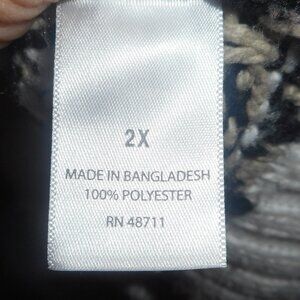 2X
MADE IN BANGLADESH
100% POLYESTER
RN 48711